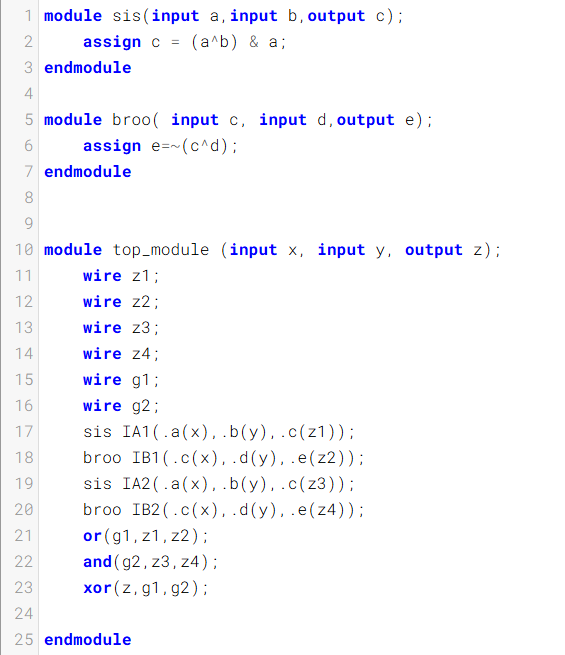 1 module sis(input a,input b,output c);
2     assign c = (a^b) & a;
3 endmodule
4
5 module broo( input c, input d,output e);
6     assign e=~(c^d);
7 endmodule
8
9
10 module top_module (input x, input y, output z);
11     wire z1;
12     wire z2;
13     wire z3;
14     wire z4;
15     wire g1;
16     wire g2;
17     sis IA1(.a(x),.b(y),.c(z1));
18     broo IB1(.c(x),.d(y),.e(z2));
19     sis IA2(.a(x),.b(y),.c(z3));
20     broo IB2(.c(x),.d(y),.e(z4));
21     or(g1,z1,z2);
22     and(g2,z3,z4);
23     xor(z,g1,g2);
24
25 endmodule